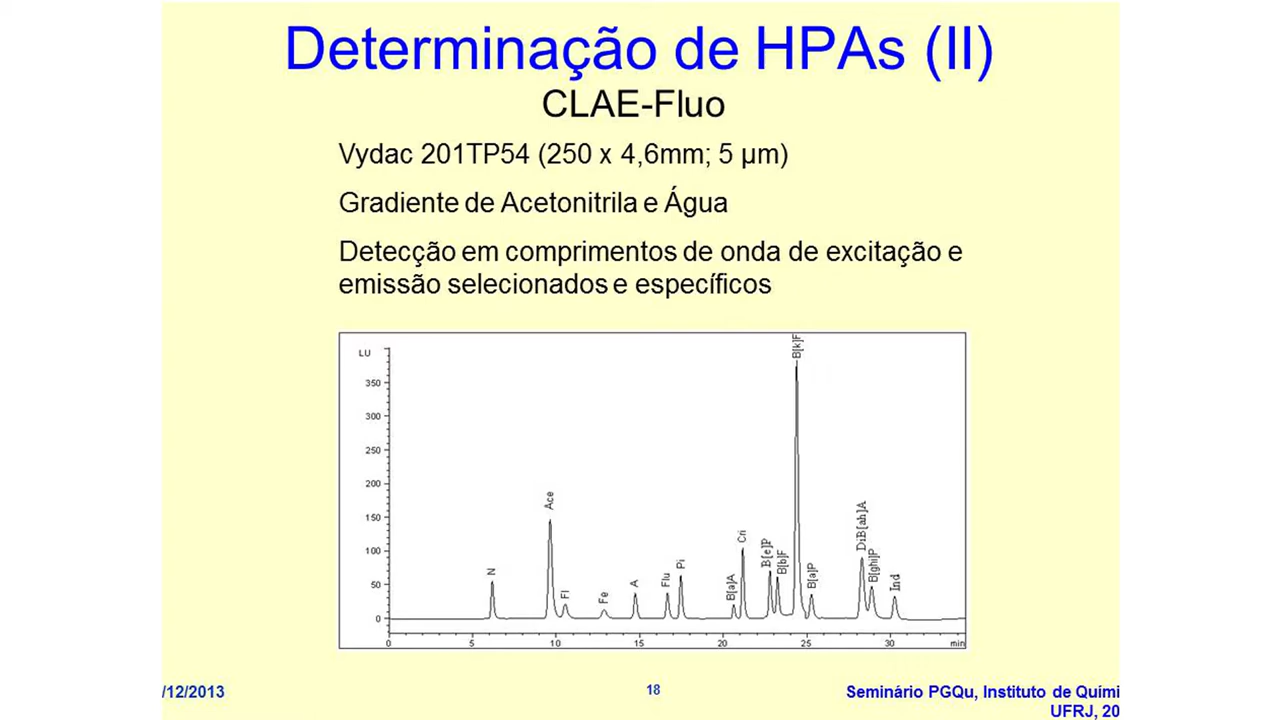 Determinação de HPAs (II)
CLAE-Fluo
Vydac 201TP54 (250 x 4,6mm; 5 µm)
Gradiente de Acetonitrila e Água
Detecção em comprimentos de onda de excitação e
emissão selecionados e específicos
LU
350
300
250
200
150
100
50
0
N
Ace
Fl
Fe
A
Flu
Pi
B[a]A
Cri
B[e]P
B[b]F
B[k]F
B[a]P
DiB[ah]A
B[ghi]P
Ind
0 5 10 15 20 25 30 min
/12/2013
18
Seminário PGQu, Instituto de Quími
UFRJ, 20